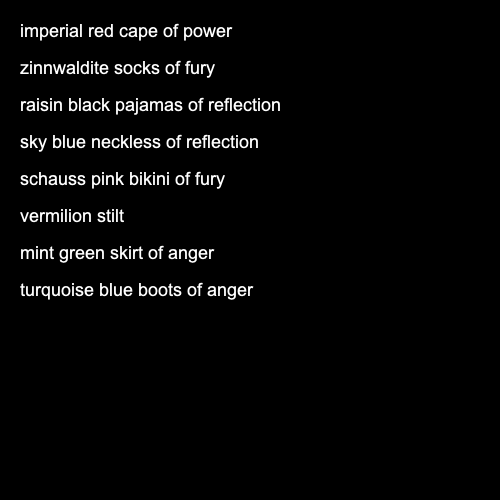 imperial red cape of power
zinnwaldite socks of fury
raisin black pajamas of reflection
sky blue neckless of reflection
schauss pink bikini of fury
vermilion stilt
mint green skirt of anger
turquoise blue boots of anger